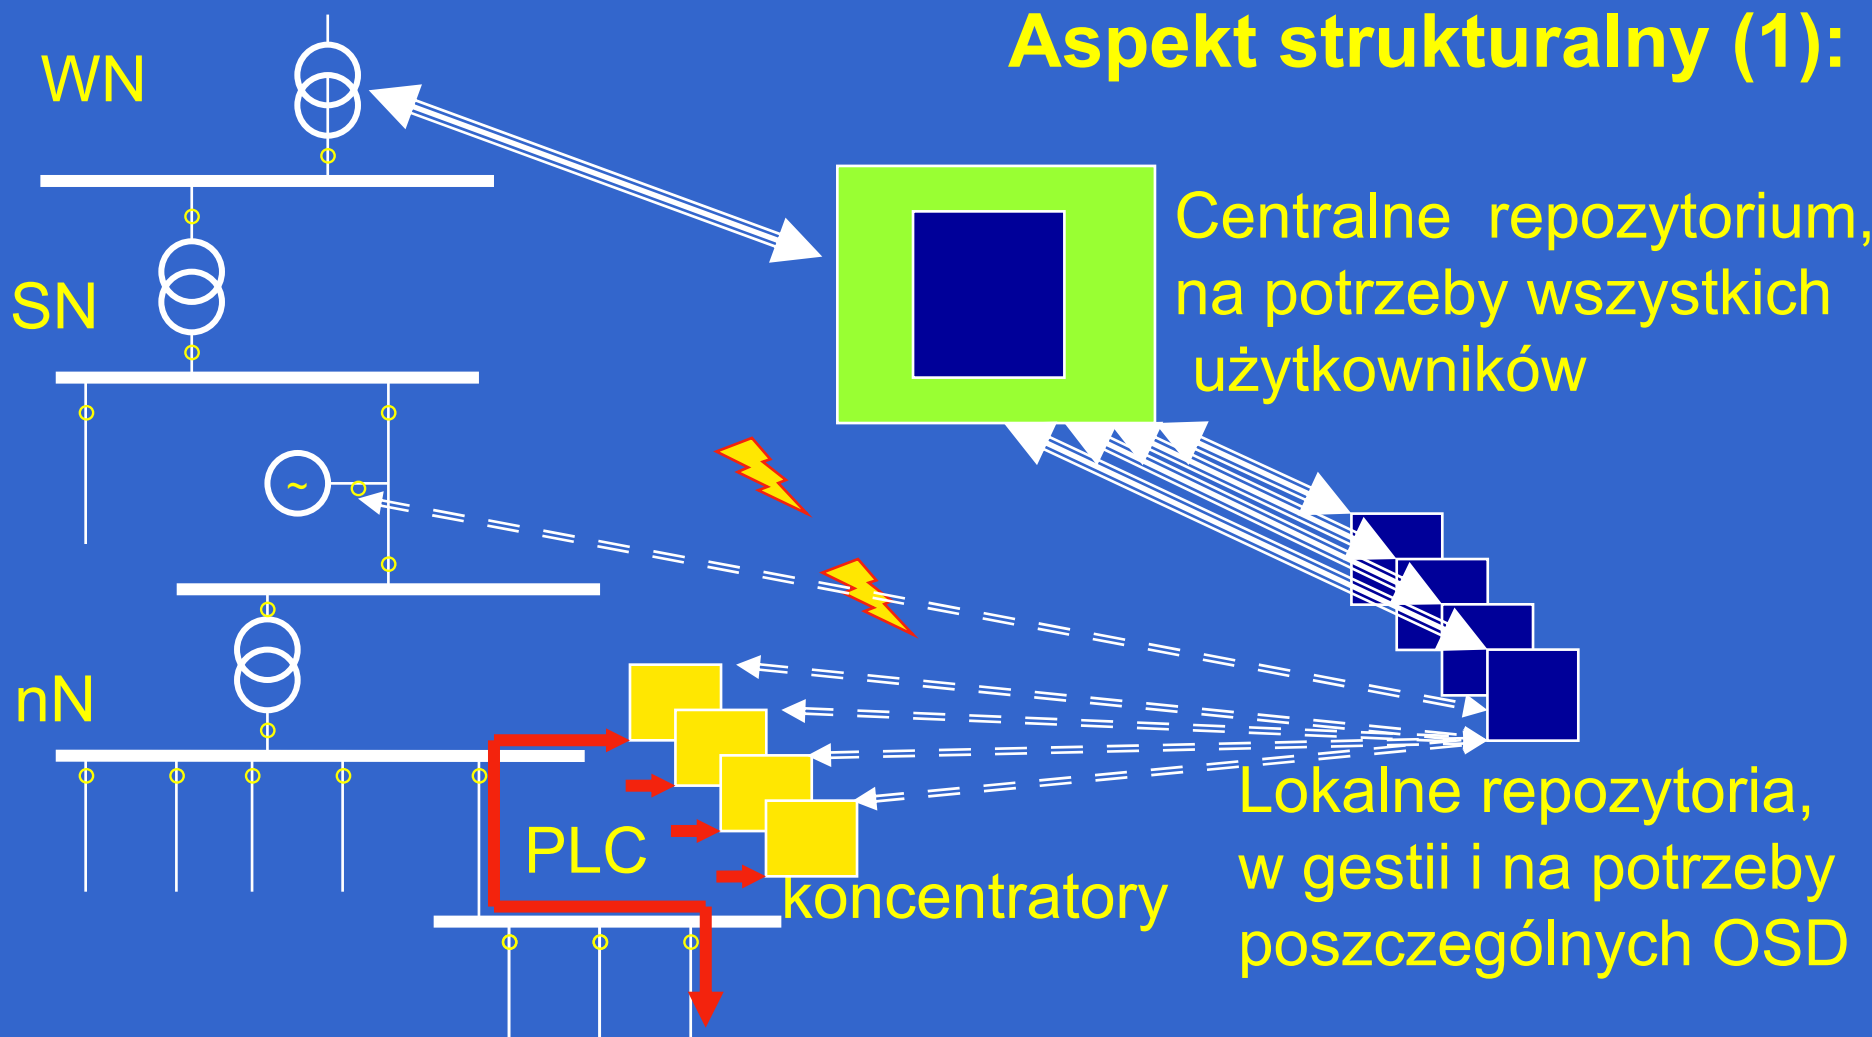 Aspekt strukturalny (1):
WN
Centralne repozytorium,
na potrzeby wszystkich
użytkowników
SN
~
nN
PLC
koncentratory
Lokalne repozytoria,
w gestii i na potrzeby
poszczególnych OSD